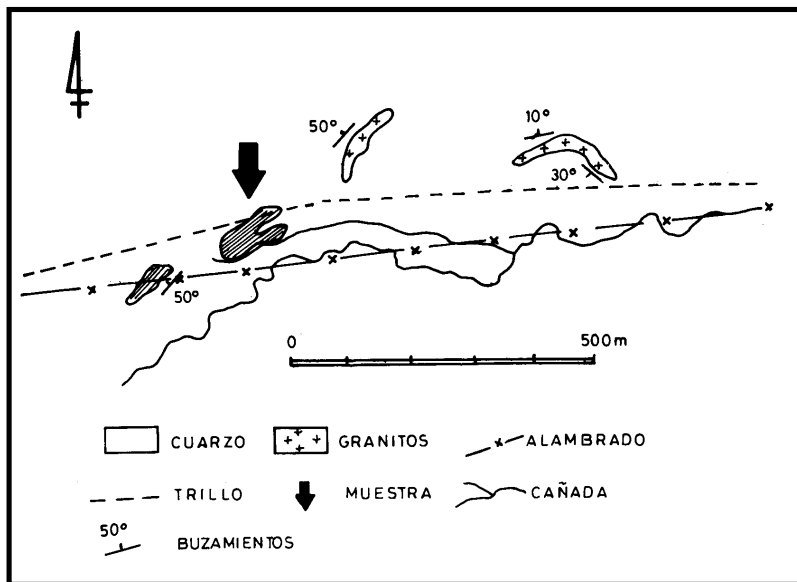 50°
10°
30°
50°
0 500m
CUARZO GRANITOS ALAMBRADO
TRILLO MUESTRA CAÑADA
50°
BUZAMIENTOS